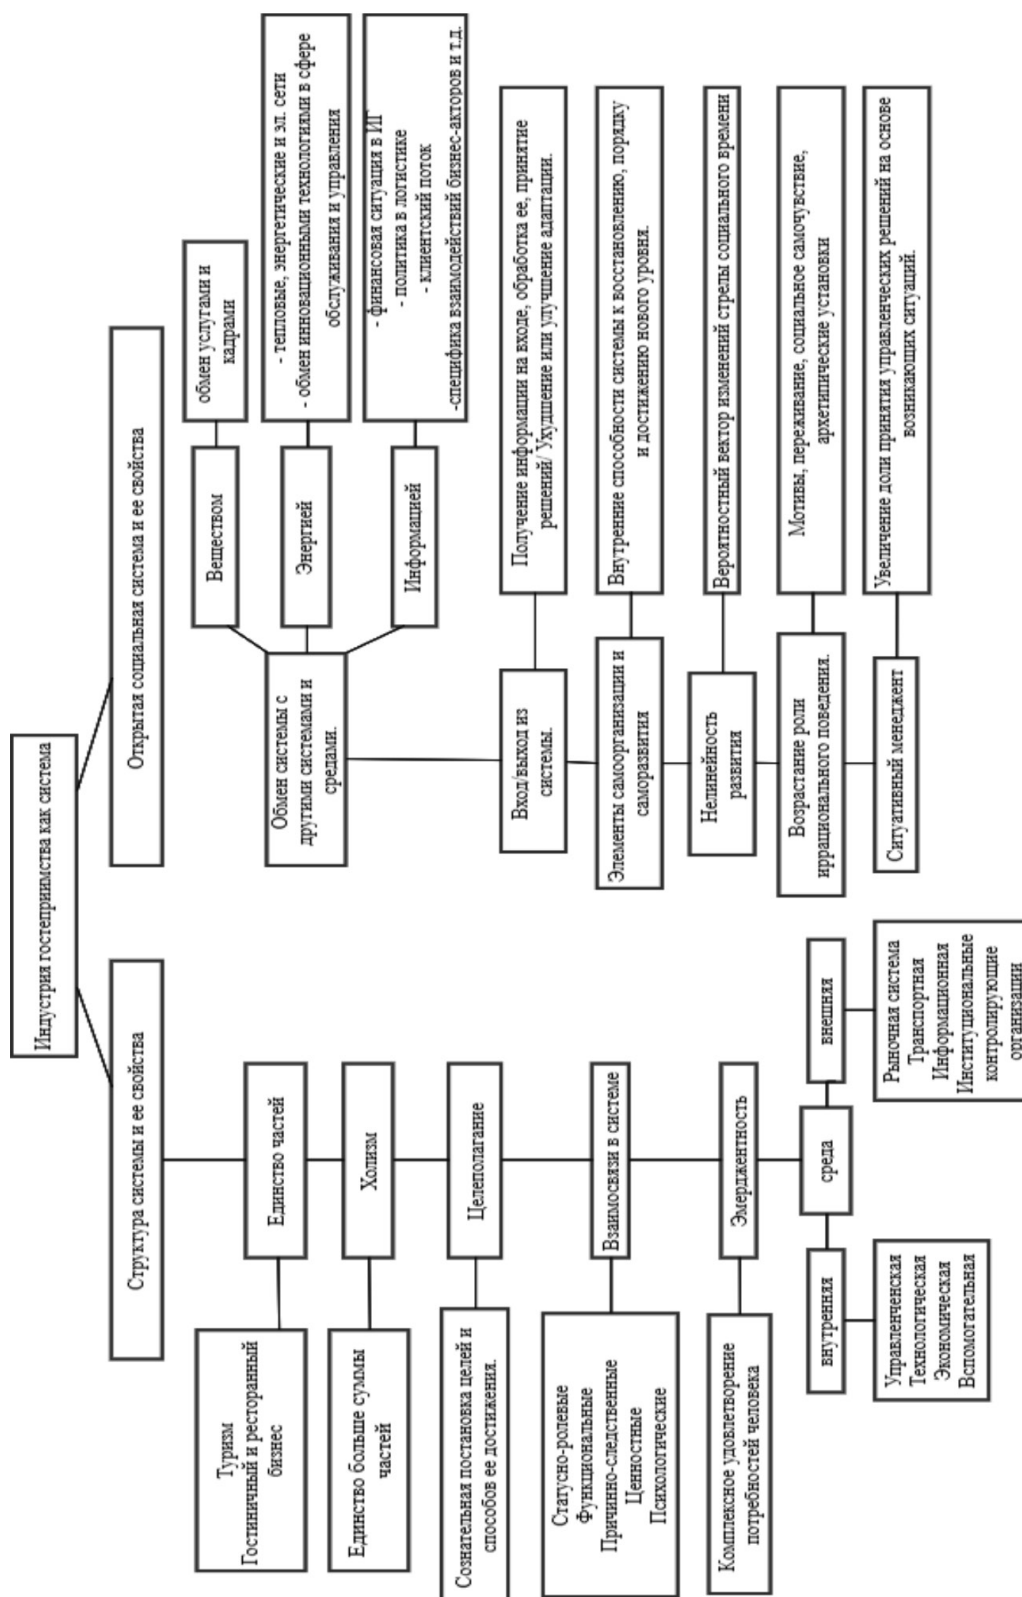 Индустрия гостеприимства как система
Структура системы и ее свойства
Открытая социальная система и ее свойства
Туризм
Гостиничный и ресторанный
бизнес
Единство частей
Единство больше суммы
частей
Холизм
Сознательная постановка целей и
способов ее достижения.
Целеполагание
Статусно-ролевые
Функциональные
Причинно-следственные
Ценностные
Психологические
Взаимосвязи в системе
Комплексное удовлетворение
потребностей человека
Эмерджентность
внутренняя
среда
внешняя
Управленческая
Технологическая
Экономическая
Вспомогательная
Рыночная система
Транспортная
Информационная
Институциональные
контролирующие
организации
Обмен системы с
другими системами и
средами.
Веществом
обмен услугами и
кадрами
Энергией
- тепловые, энергетические и эл. сети
- обмен инновационными технологиями в сфере
обслуживания и управления
Информацией
- финансовая ситуация в ИГ
- политика в логистике
- клиентский поток
-специфика взаимодействий бизнес-акторов и т.д.
Вход/выход из
системы.
Получение информации на входе, обработка ее, принятие
решений/ Ухудшение или улучшение адаптации.
Элементы самоорганизации и
саморазвития
Внутренние способности системы к восстановлению, порядку
и достижению нового уровня.
Нелинейность
развития
Вероятностный вектор изменений стрелы социального времени
Возрастание роли
иррационального поведения.
Мотивы, переживание, социальное самочувствие,
архетипические установки
Ситуативный менеджмент
Увеличение доли принятия управленческих решений на основе
возникающих ситуаций.